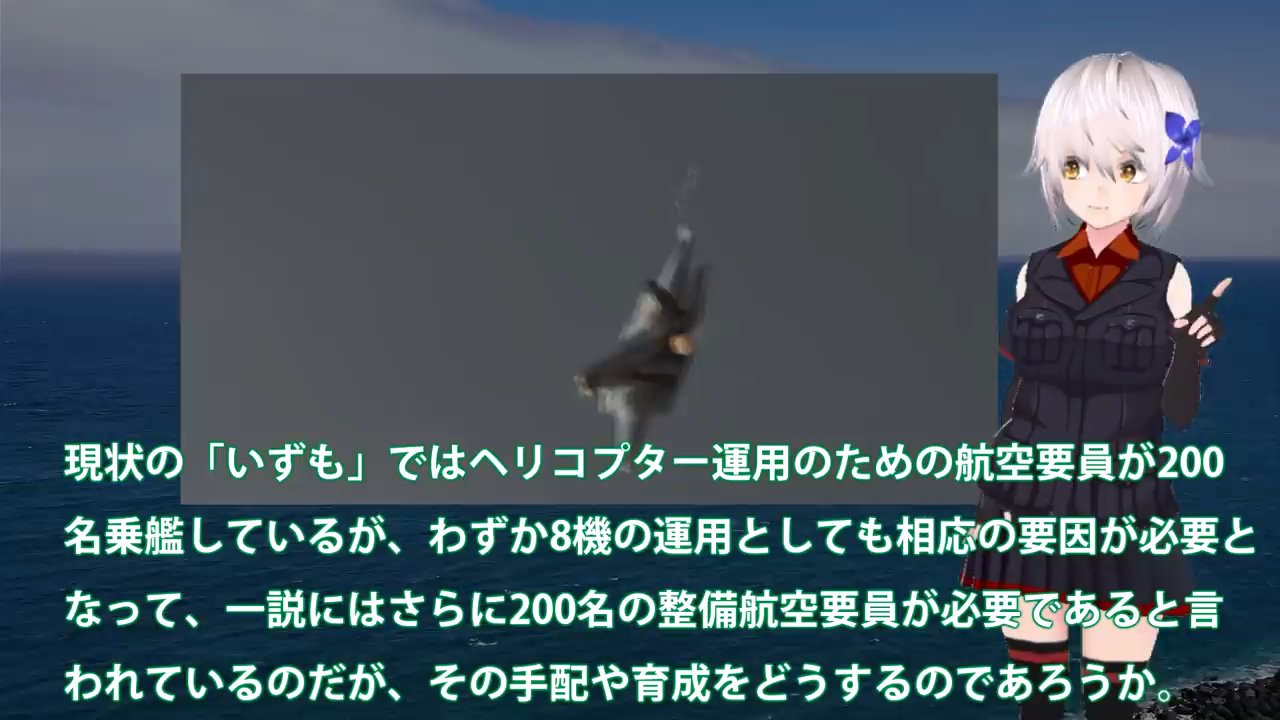 現状の「いずも」ではヘリコプター運用のための航空要員が200
名乗艦しているが、わずか8機の運用としても相応の要因が必要と
なって、一説にはさらに200名の整備航空要員が必要であると言
われているのだが、その手配や育成をどうするのであろうか。